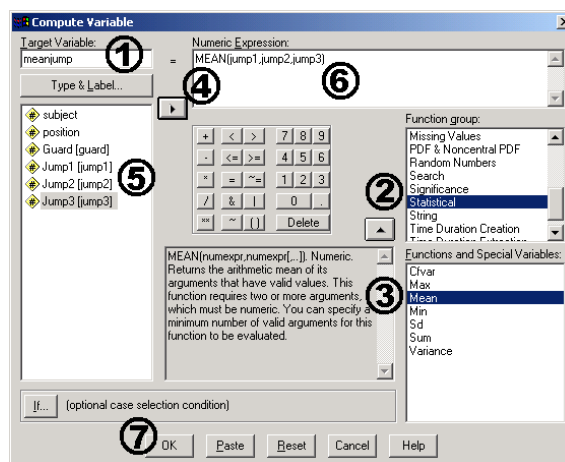 Compute Variable
Target Variable:
1
meanjump
=
Numeric Expression:
MEAN(jump1,jump2,jump3)
6
Type & Label...
4
subject
position
Guard [guard]
Jump1 [jump1]
Jump2 [jump2]
Jump3 [jump3]
5
+ < > 7 8 9
- <= >= 4 5 6
* = ~= 1 2 3
/ & | 0 .
** ~ () Delete
Function group:
Missing Values
PDF & Noncentral PDF
Random Numbers
Search
Significance
Statistical
String
Time Duration Creation
Time Duration Extraction
2
MEAN(numexpr,numexpr[,..]). Numeric.
Returns the arithmetic mean of its
arguments that have valid values. This
function requires two or more arguments,
which must be numeric. You can specify a
minimum number of valid arguments for this
function to be evaluated.
3
Functions and Special Variables:
Cfvar
Max
Mean
Min
Sd
Sum
Variance
If... (optional case selection condition)
7
OK Paste Reset Cancel Help